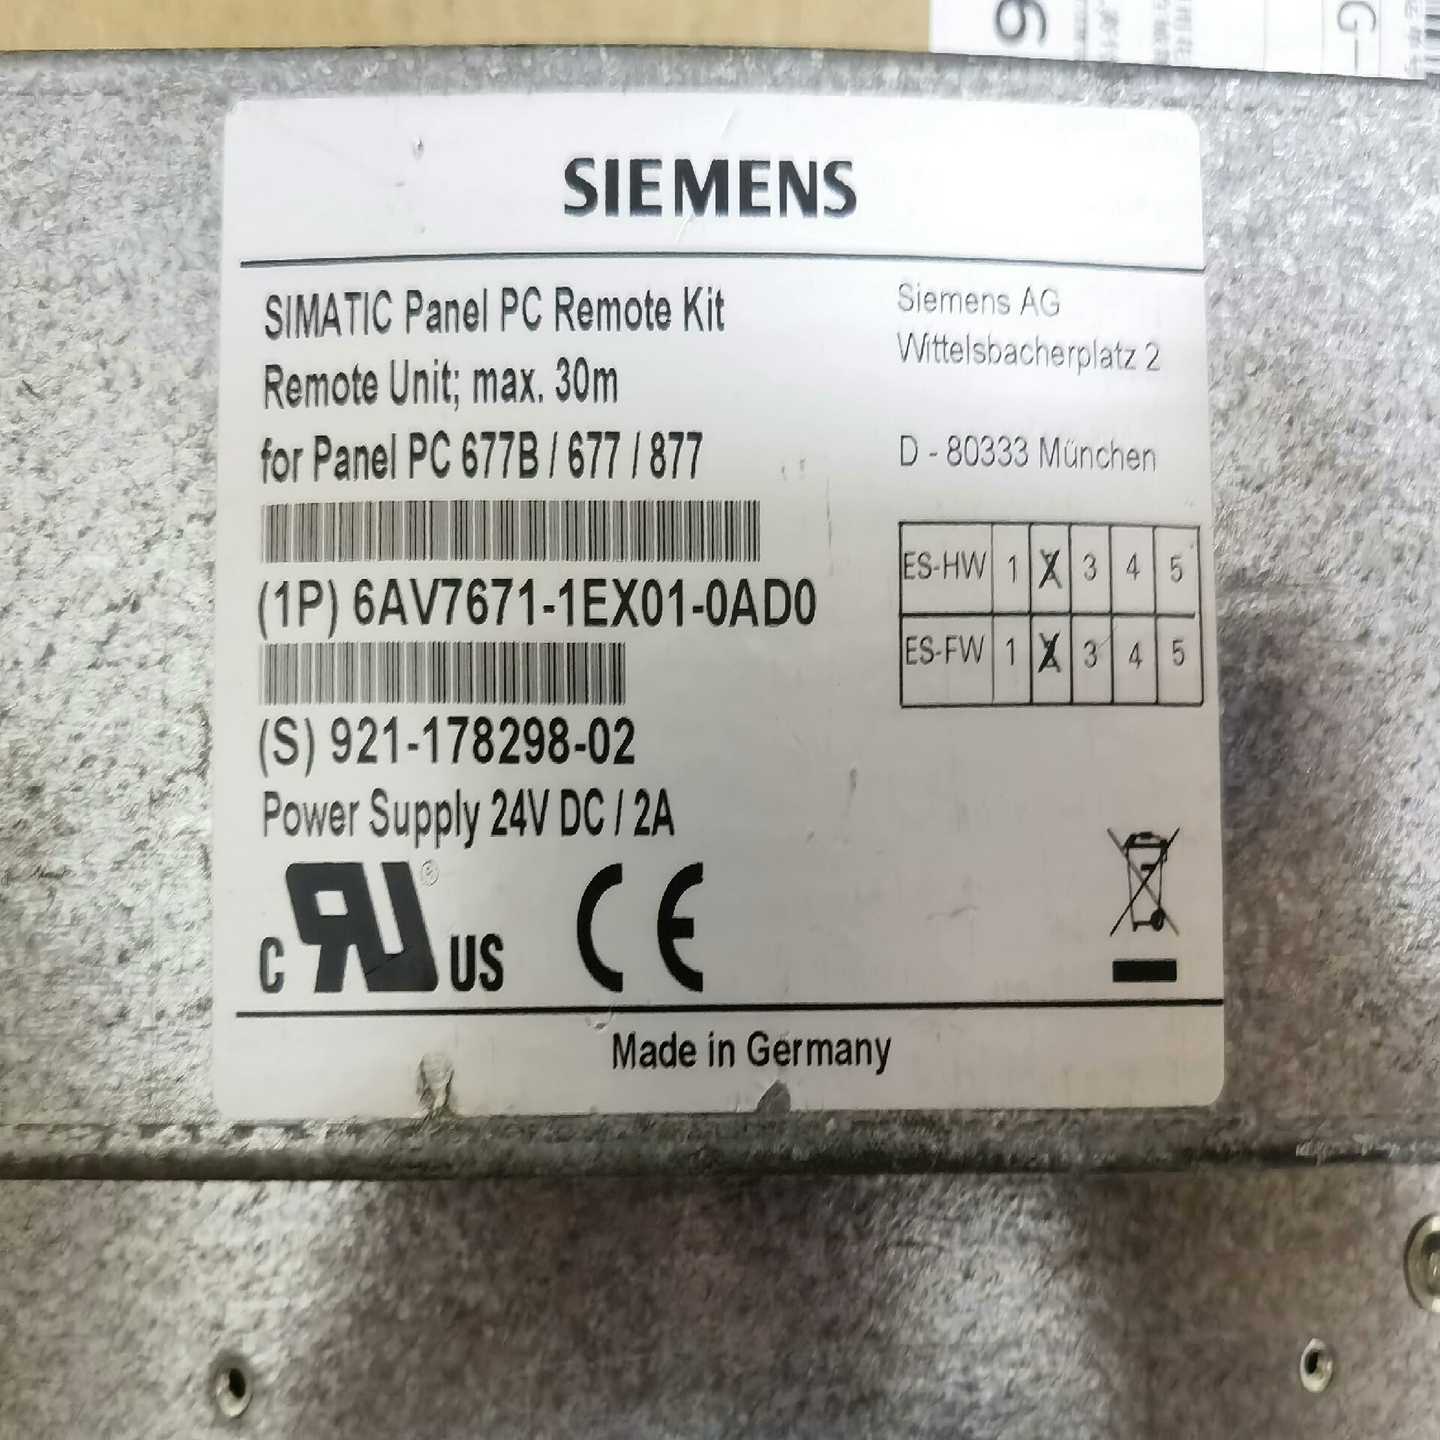 SIEMENS
SIMATIC Panel PC Remote Kit
Remote Unit; max. 30m
for Panel PC 677B / 677 / 877
(1P) 6AV7671-1EX01-0AD0
(S) 921-178298-02
Power Supply 24V DC / 2A
Siemens AG
Wittelsbacherplatz 2
D - 80333 München
ES-HW 1 X 3 4 5
ES-FW 1 X 3 4 5
C RU ® US CE
Made in Germany
9
G-